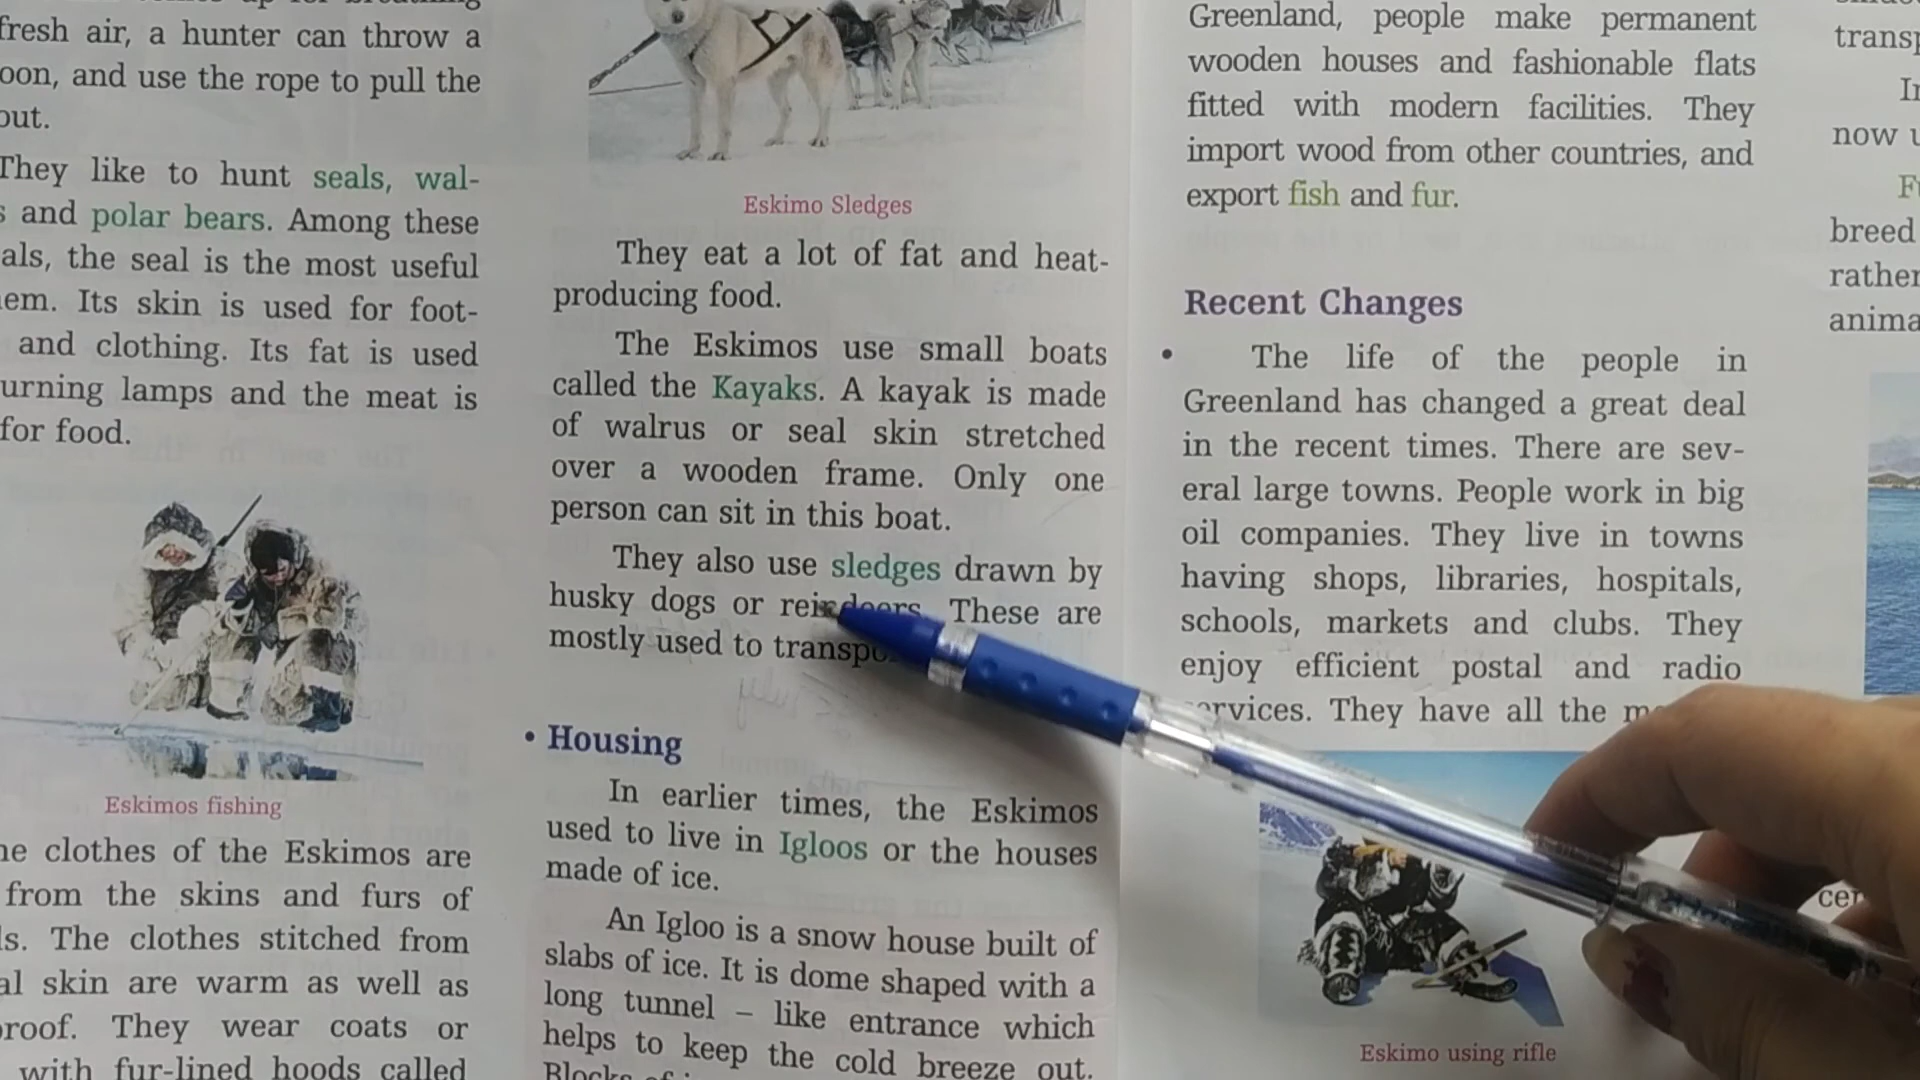 fresh air, a hunter can throw a
oon, and use the rope to pull the
out.
They like to hunt seals, wal-
s and polar bears. Among these
als, the seal is the most useful
em. Its skin is used for foot-
and clothing. Its fat is used
urning lamps and the meat is
for food.
Eskimos fishing
he clothes of the Eskimos are
from the skins and furs of
ls. The clothes stitched from
al skin are warm as well as
proof. They wear coats or
with fur-lined hoods called
Eskimo Sledges
They eat a lot of fat and heat-
producing food.
The Eskimos use small boats
called the Kayaks. A kayak is made
of walrus or seal skin stretched
over a wooden frame. Only one
person can sit in this boat.
They also use sledges drawn by
husky dogs or reindeers. These are
mostly used to transpo
• Housing
In earlier times, the Eskimos
used to live in Igloos or the houses
made of ice.
An Igloo is a snow house built of
slabs of ice. It is dome shaped with a
long tunnel – like entrance which
helps to keep the cold breeze out.
Blocks of
Greenland, people make permanent
wooden houses and fashionable flats
fitted with modern facilities. They
import wood from other countries, and
export fish and fur.
Recent Changes
• The life of the people in
Greenland has changed a great deal
in the recent times. There are sev-
eral large towns. People work in big
oil companies. They live in towns
having shops, libraries, hospitals,
schools, markets and clubs. They
enjoy efficient postal and radio
ervices. They have all the m
Eskimo using rifle
transp
In
now u
breed
rather
anima
cer